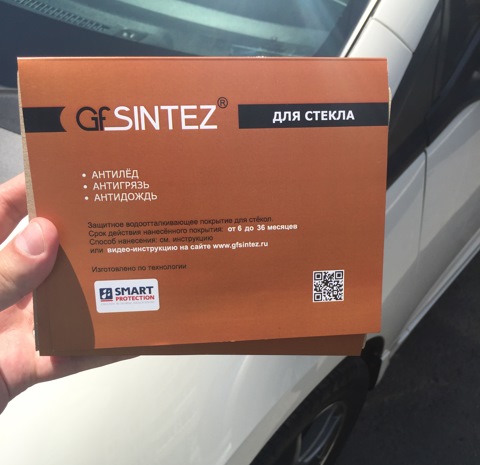 GfSINTEZ®
ДЛЯ СТЕКЛА
• АНТИЛЁД
• АНТИГРЯЗЬ
• АНТИДОЖДЬ
Защитное водоотталкивающее покрытие для стёкол.
Срок действия нанесённого покрытия: от 6 до 36 месяцев
Способ нанесения: см. инструкцию
или видео-инструкцию на сайте www.gfsintez.ru
Изготовлено по технологии
SMART
PROTECTION